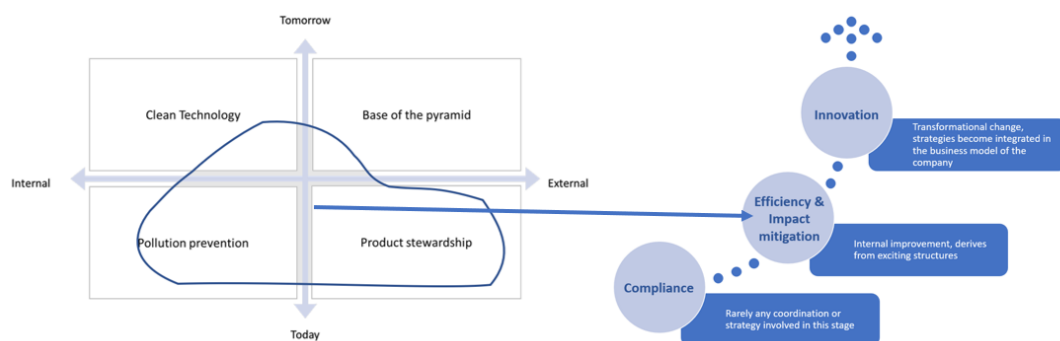 Tomorrow
Clean Technology
Base of the pyramid
Internal
External
Pollution prevention
Product stewardship
Today
Innovation
Transformational change,
strategies become integrated in
the business model of the
company
Efficiency &
Impact
mitigation
Internal improvement, derives
from exciting structures
Compliance
Rarely any coordination or
strategy involved in this stage